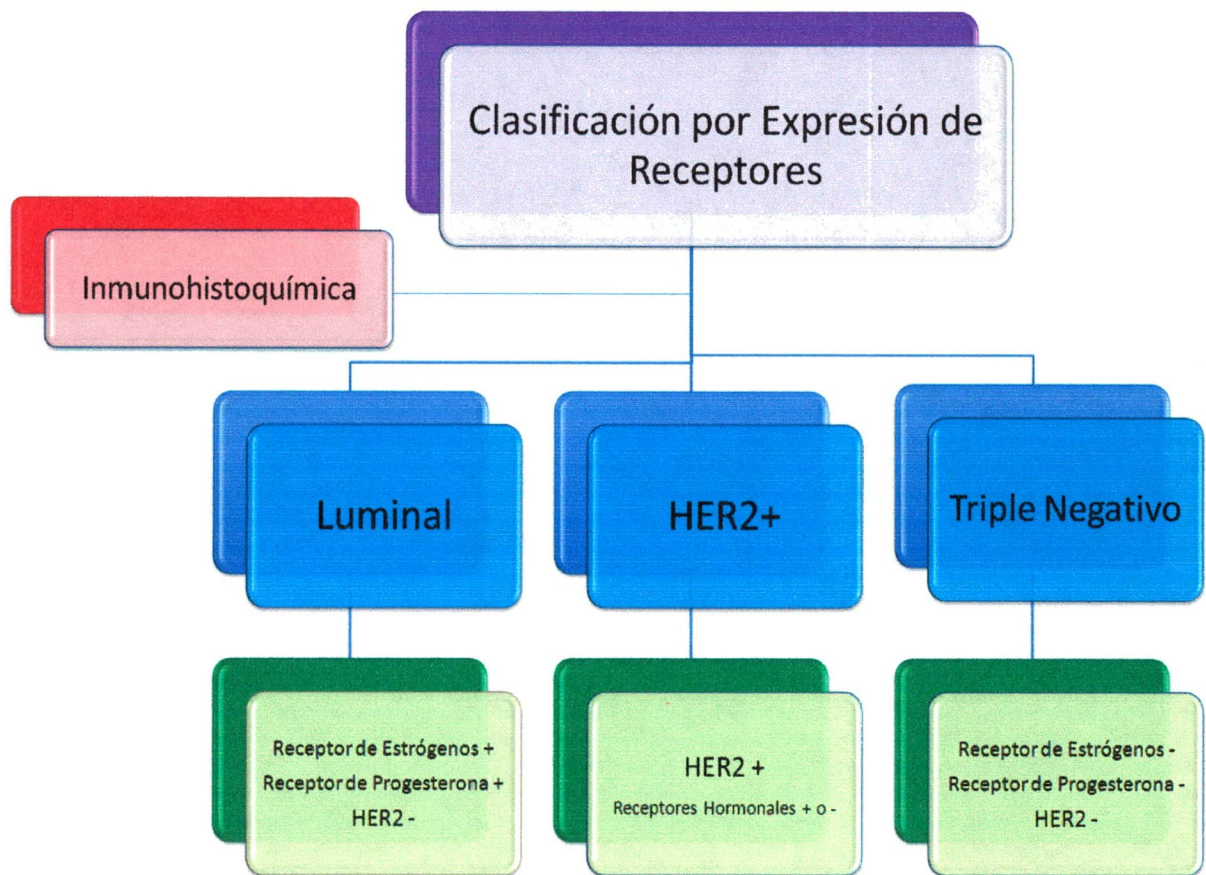 Clasificación por Expresión de
Receptores
Inmunohistoquímica
Luminal
HER2+
Triple Negativo
Receptor de Estrógenos +
Receptor de Progesterona +
HER2 -
HER2 +
Receptores Hormonales + o -
Receptor de Estrógenos -
Receptor de Progesterona -
HER2 -